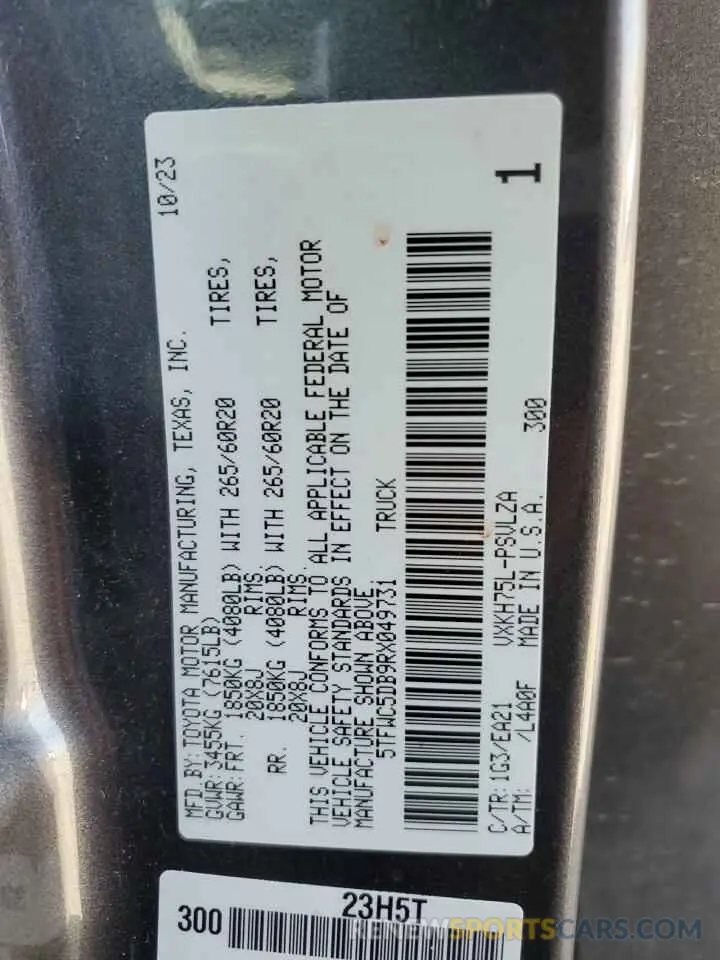 MFD. BY: TOYOTA MOTOR MANUFACTURING, TEXAS, INC. 10/23
GVWR: 3455KG (7615LB)
GAWR: FRT. 1850KG (4080LB) WITH 265/60R20 TIRES,
20X8J RIMS.
RR. 1850KG (4080LB) WITH 265/60R20 TIRES,
20X8J RIMS.
THIS VEHICLE CONFORMS TO ALL APPLICABLE FEDERAL MOTOR
VEHICLE SAFETY STANDARDS IN EFFECT ON THE DATE OF
MANUFACTURE SHOWN ABOVE.
5TFWC5DB9RX049731 TRUCK
C/TR: 1G3/EA21 VXKH75L-PSVLZA 300 1
A/TM: /L4A0F MADE IN U.S.A.
23H5T
300
REPOSPORTSCARS.COM